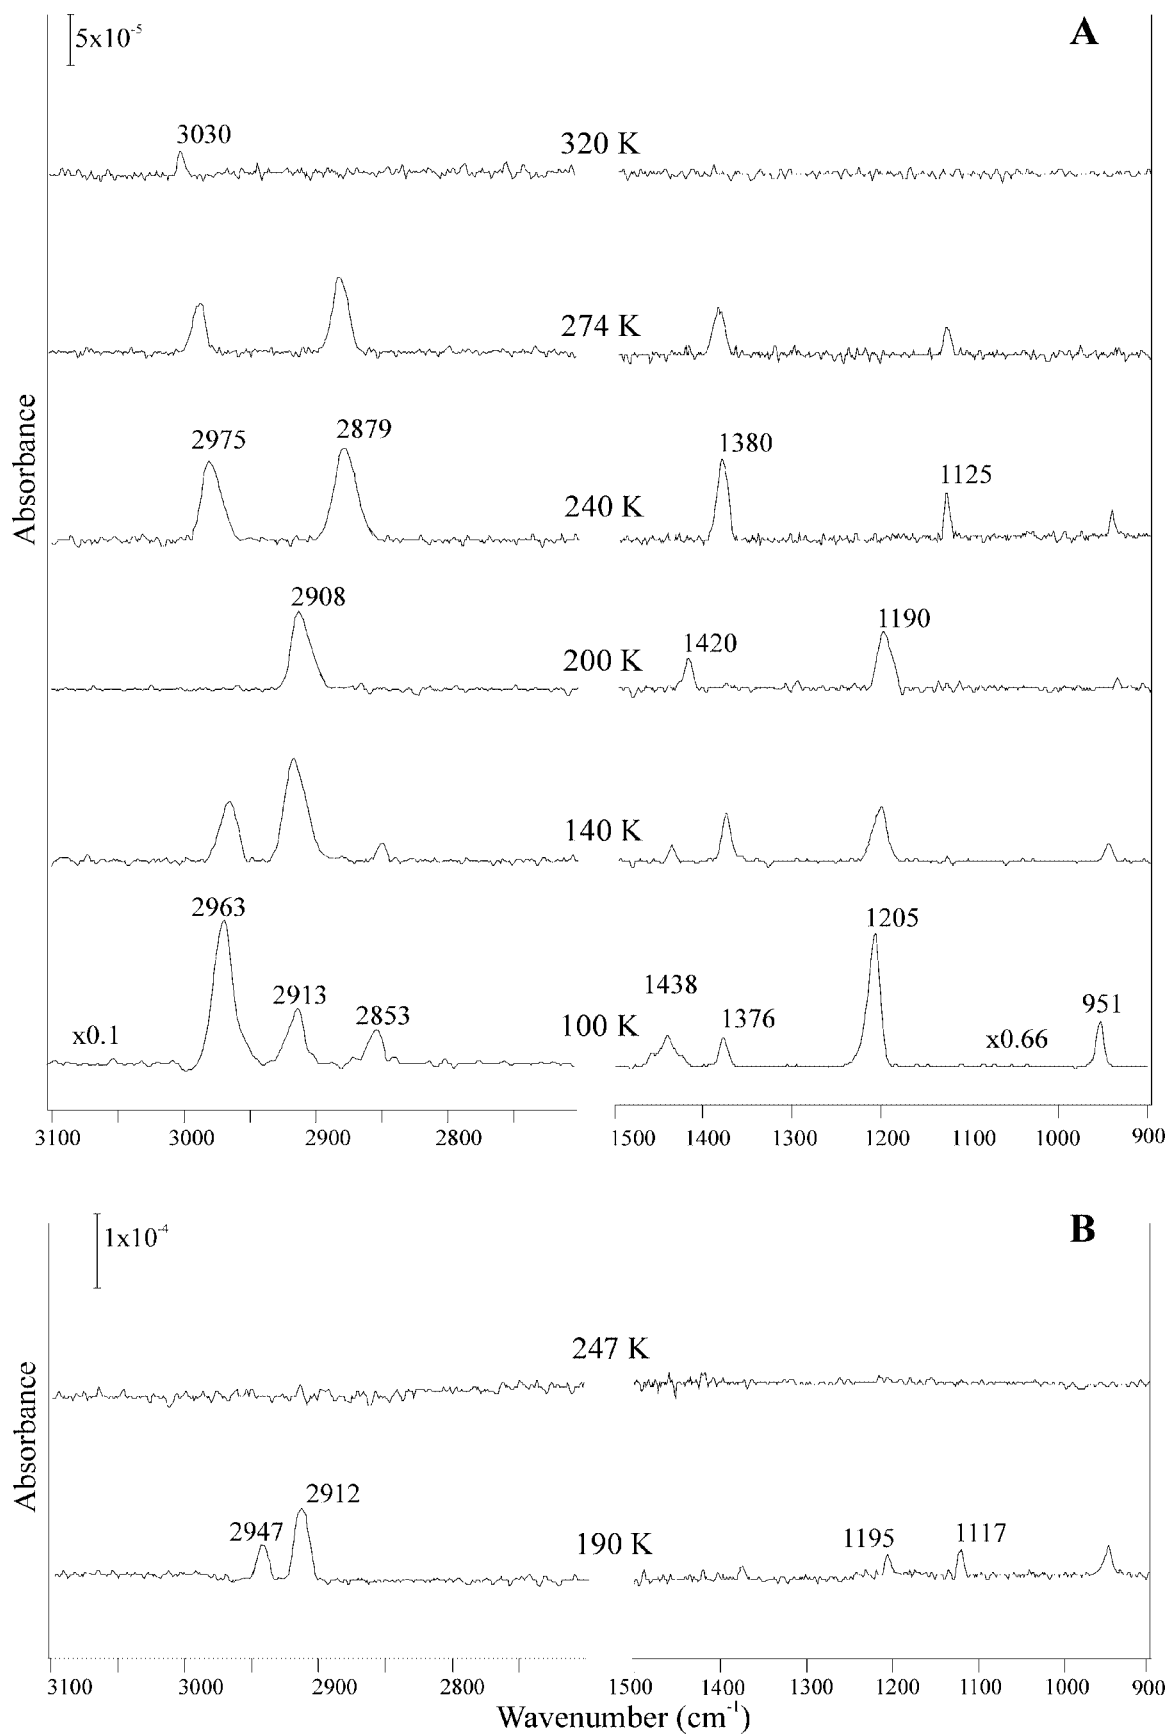 5x10⁻⁵
A
3030
320 K
274 K
2975
2879
1380
1125
240 K
2908
1420
1190
200 K
140 K
2963
2913
2853
1438
1376
1205
951
x0.1
100 K
x0.66
Absorbance
3100 3000 2900 2800 1500 1400 1300 1200 1100 1000 900
1x10⁻⁴
B
247 K
2947
2912
190 K
1195
1117
Absorbance
3100 3000 2900 2800 1500 1400 1300 1200 1100 1000 900
Wavenumber (cm⁻¹)